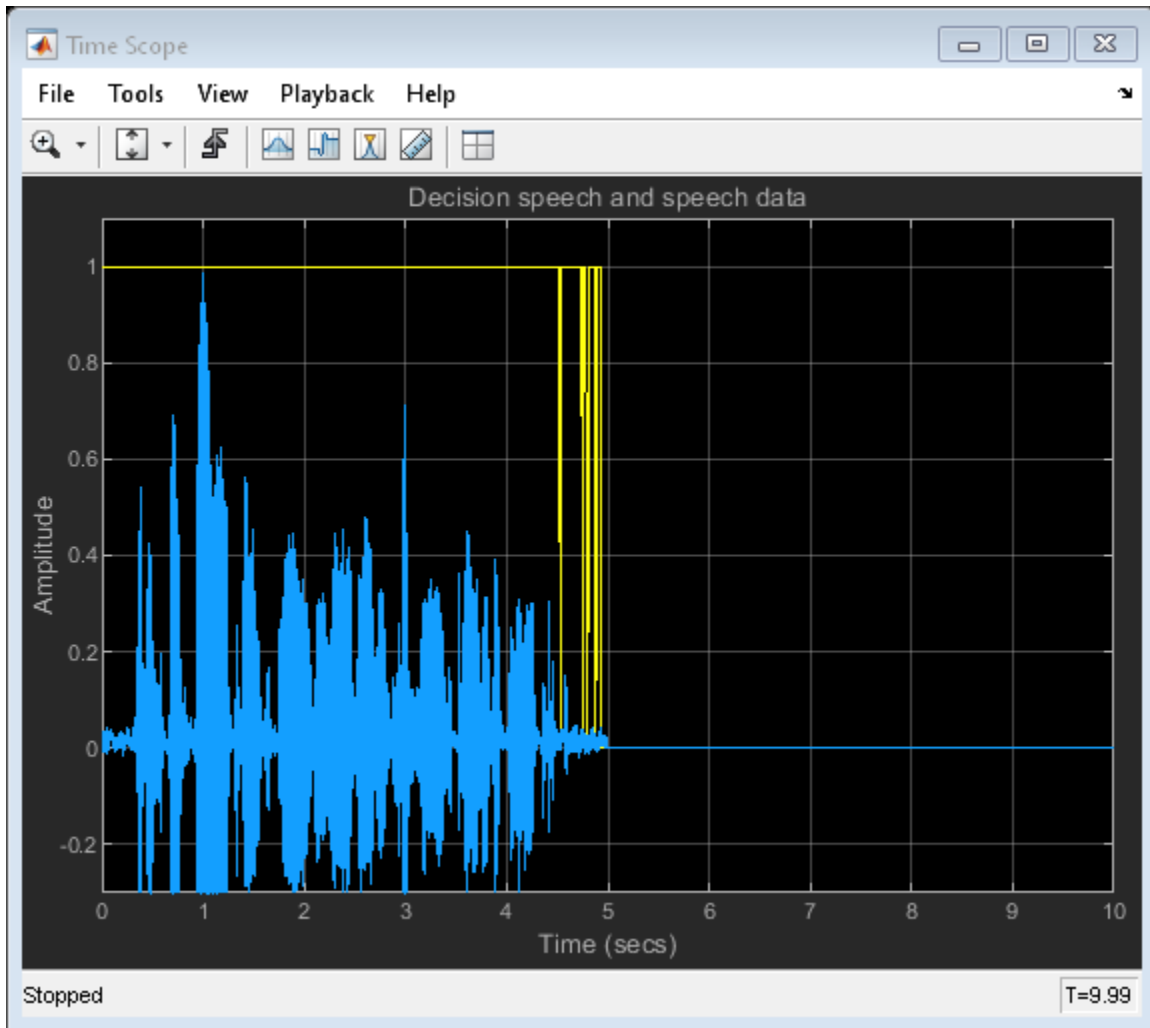 Time Scope
File Tools View Playback Help
Decision speech and speech data
1
0.8
0.6
0.4
0.2
0
-0.2
Amplitude
0 1 2 3 4 5 6 7 8 9 10
Time (secs)
Stopped T=9.99